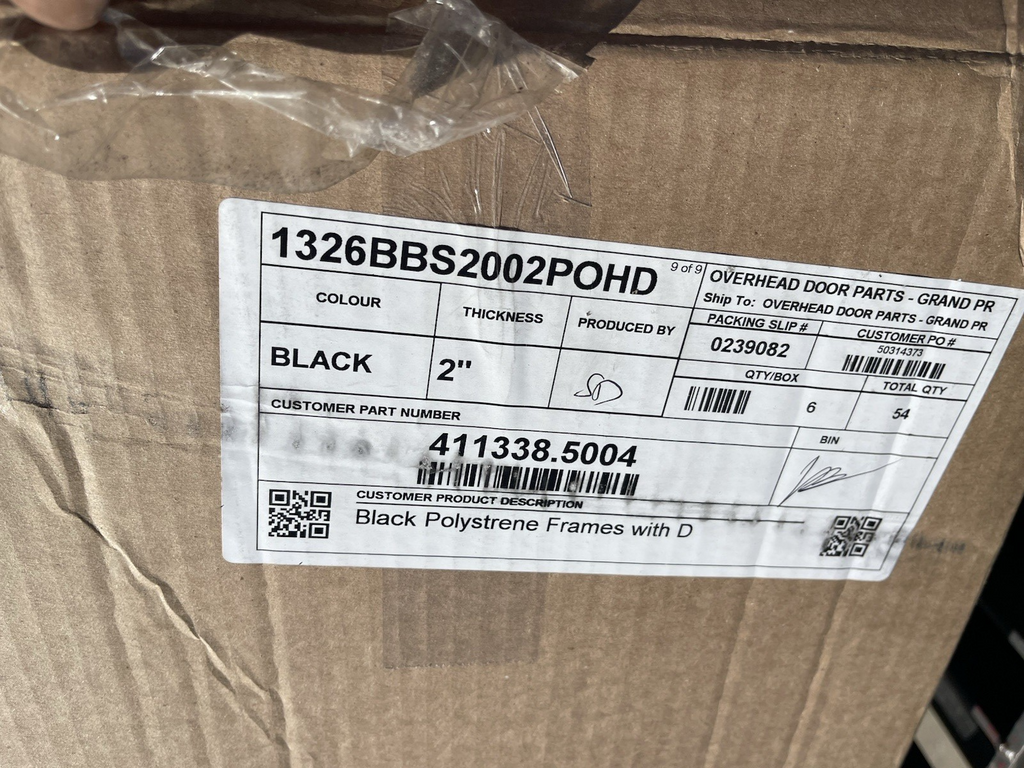 1326BBS2002POHD
9 of 9
OVERHEAD DOOR PARTS - GRAND PR
Ship To: OVERHEAD DOOR PARTS - GRAND PR
COLOUR
THICKNESS
PRODUCED BY
PACKING SLIP #
CUSTOMER PO #
0239082
50314373
BLACK
2"
QTY/BOX
TOTAL QTY
6
54
CUSTOMER PART NUMBER
BIN
411338.5004
CUSTOMER PRODUCT DESCRIPTION
Black Polystrene Frames with D